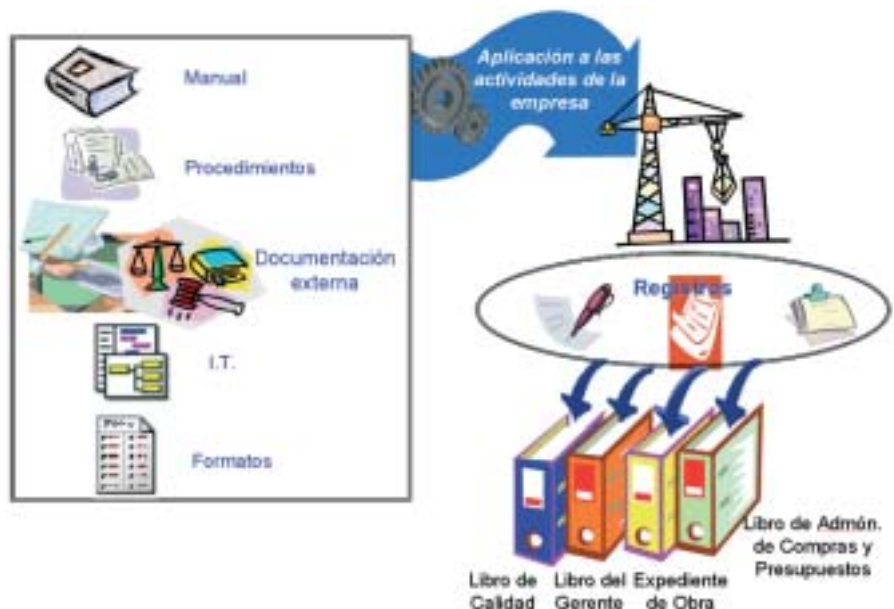 Manual
Procedimientos
Documentación
externa
I.T.
Formatos
Aplicación a las
actividades de la
empresa
Registros
Libro de
Calidad
Libro del
Gerente
Expediente
de Obra
Libro de Admón.
de Compras y
Presupuestos